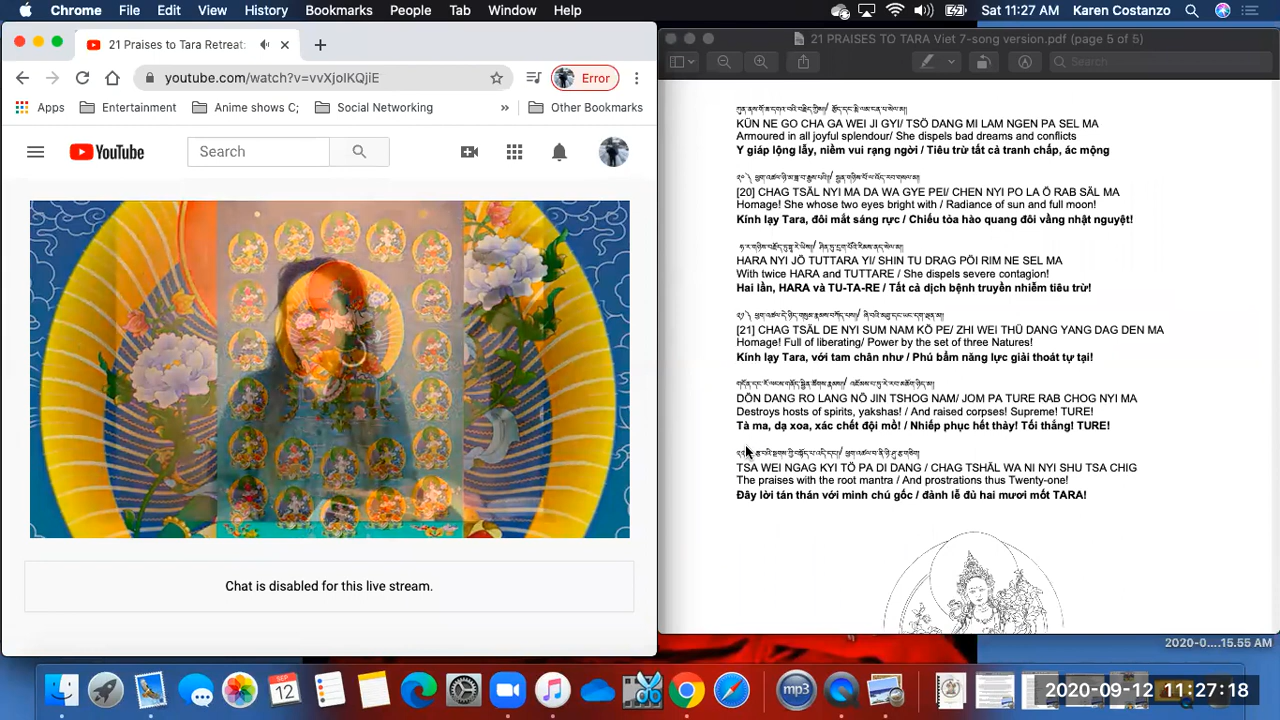 Chrome File Edit View History Bookmarks People Tab Window Help Sat 11:27 AM Karen Costanzo
21 Praises to Tara Retreat:
youtube.com/watch?v=vvXjolKQjiE
Error
Apps Entertainment Anime shows C; Social Networking » Other Bookmarks
YouTube
Search
Chat is disabled for this live stream.
21 PRAISES TO TARA Viet 7-song version.pdf (page 5 of 5)
Search
KÜN NE GO CHA GA WEI JI GYI/ TSÖ DANG MI LAM NGEN PA SEL MA
Armoured in all joyful splendour/ She dispels bad dreams and conflicts
Y giáp lộng lẫy, niềm vui rạng ngời / Tiêu trừ tất cả tranh chấp, ác mộng
[20] CHAG TSÄL NYI MA DA WA GYE PEI/ CHEN NYI PO LA Ö RAB SÄL MA
Homage! She whose two eyes bright with / Radiance of sun and full moon!
Kính lạy Tara, đôi mắt sáng rực / Chiếu tỏa hào quang đôi vầng nhật nguyệt!
HARA NYI JÖ TUTTARA YI/ SHIN TU DRAG PÖI RIM NE SEL MA
With twice HARA and TUTTARE / She dispels severe contagion!
Hai lần, HARA và TU-TA-RE / Tất cả dịch bệnh truyền nhiễm tiêu trừ!
[21] CHAG TSÄL DE NYI SUM NAM KÖ PE/ ZHI WEI THÜ DANG YANG DAG DEN MA
Homage! Full of liberating/ Power by the set of three Natures!
Kính lạy Tara, với tam chân như / Phú bẩm năng lực giải thoát tự tại!
DÖN DANG RO LANG NÖ JIN TSHOG NAM/ JOM PA TURE RAB CHOG NYI MA
Destroys hosts of spirits, yakshas! / And raised corpses! Supreme! TURE!
Tà ma, dạ xoa, xác chết đội mồ! / Nhiếp phục hết thảy! Tối thắng! TURE!
TSA WEI NGAG KYI TÖ PA DI DANG / CHAG TSHÄL WA NI NYI SHU TSA CHIG
The praises with the root mantra / And prostrations thus Twenty-one!
Đây lời tán thán với minh chú gốc / đảnh lễ đủ hai mươi mốt TARA!
2020-0....15.55 AM
SEP
12
mp3
2020-09-12 11:27:18